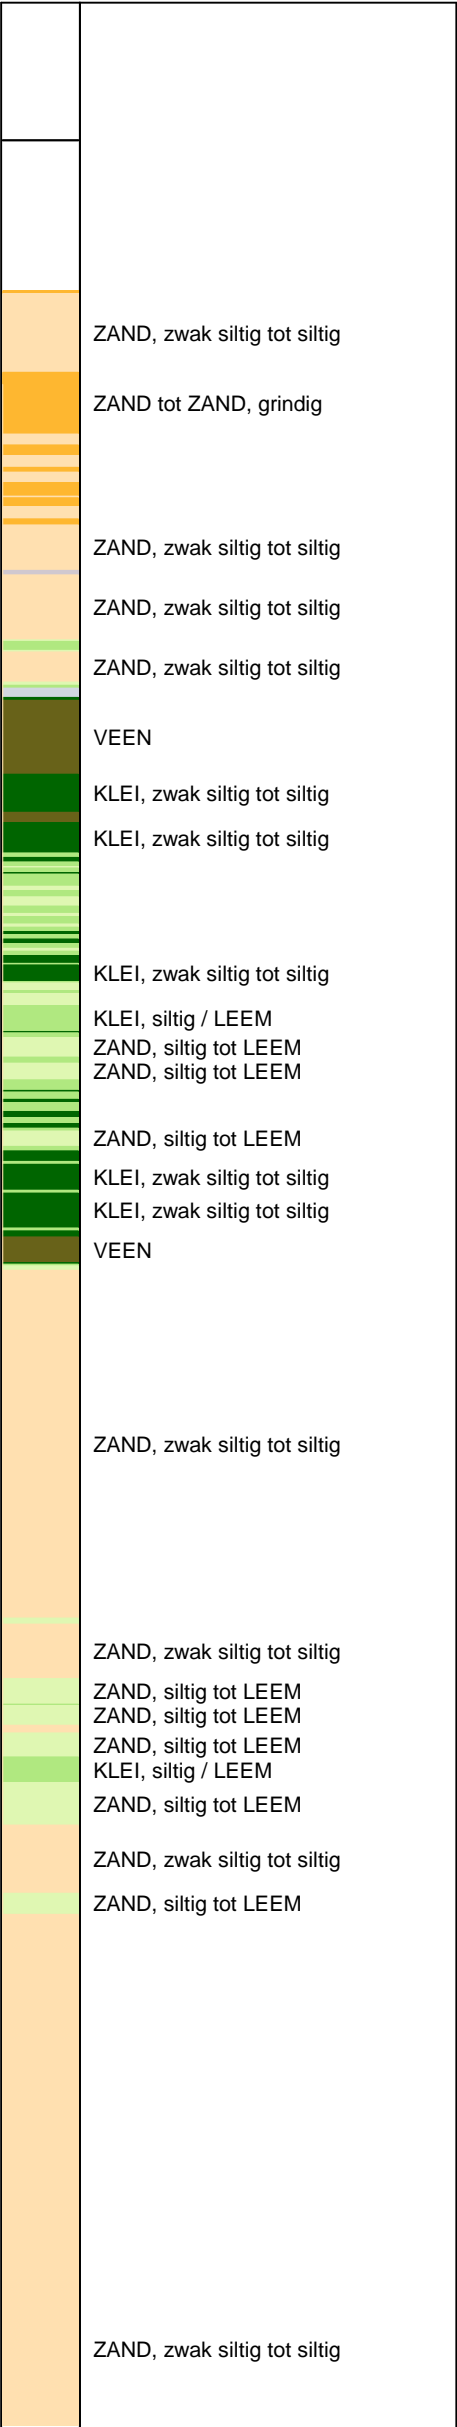 ZAND, zwak siltig tot siltig
ZAND tot ZAND, grindig
ZAND, zwak siltig tot siltig
ZAND, zwak siltig tot siltig
ZAND, zwak siltig tot siltig
VEEN
KLEI, zwak siltig tot siltig
KLEI, zwak siltig tot siltig
KLEI, zwak siltig tot siltig
KLEI, siltig / LEEM
ZAND, siltig tot LEEM
ZAND, siltig tot LEEM
ZAND, siltig tot LEEM
KLEI, zwak siltig tot siltig
KLEI, zwak siltig tot siltig
VEEN
ZAND, zwak siltig tot siltig
ZAND, zwak siltig tot siltig
ZAND, siltig tot LEEM
ZAND, siltig tot LEEM
ZAND, siltig tot LEEM
KLEI, siltig / LEEM
ZAND, siltig tot LEEM
ZAND, zwak siltig tot siltig
ZAND, siltig tot LEEM
ZAND, zwak siltig tot siltig